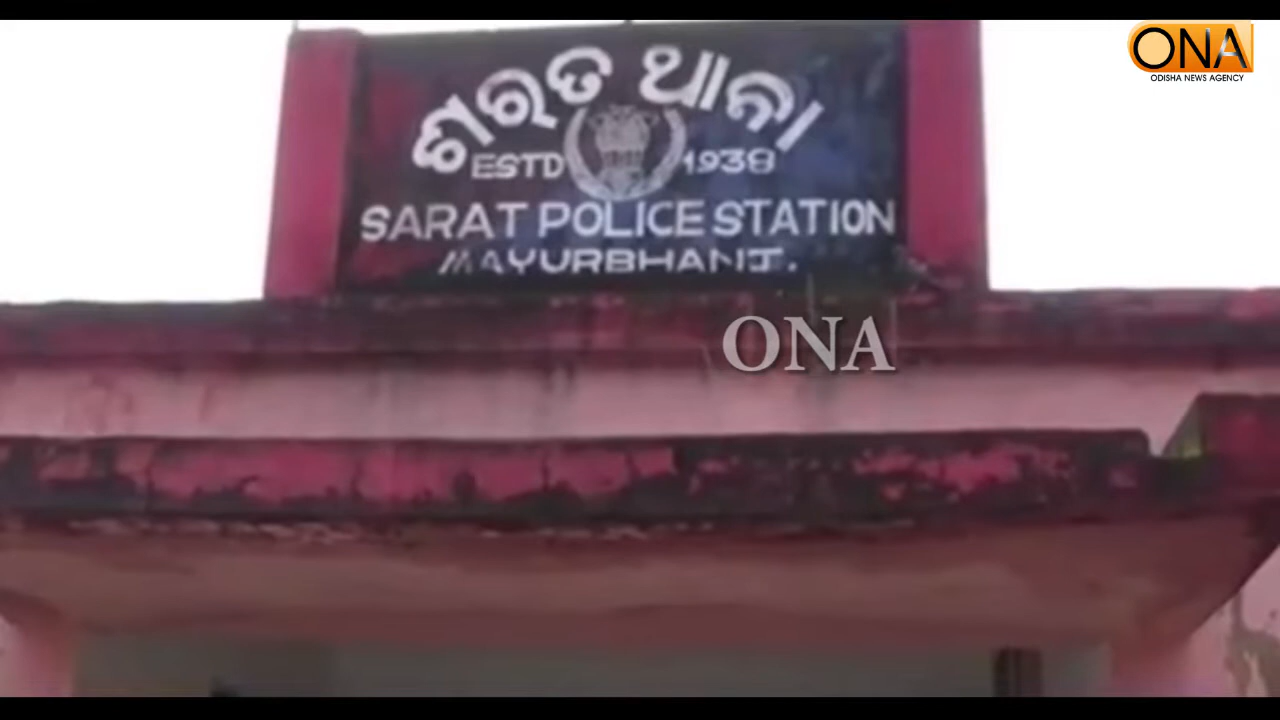 ଶରତ ଥାନା
ESTD 1938
SARAT POLICE STATION
MAYURBHANJ.
ONA
ODISHA NEWS AGENCY
ONA